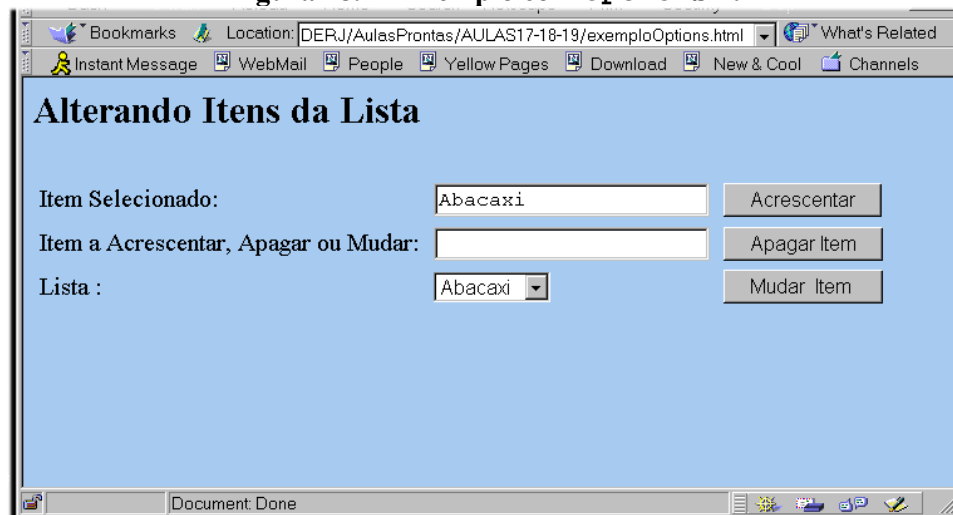 Bookmarks Location: DERJ/AulasProntas/AULAS17-18-19/exemploOptions.html What's Related
Instant Message WebMail People Yellow Pages Download New & Cool Channels
Alterando Itens da Lista
Item Selecionado: Abacaxi Acrescentar
Item a Acrescentar, Apagar ou Mudar: Apagar Item
Lista : Abacaxi Mudar Item
Document: Done